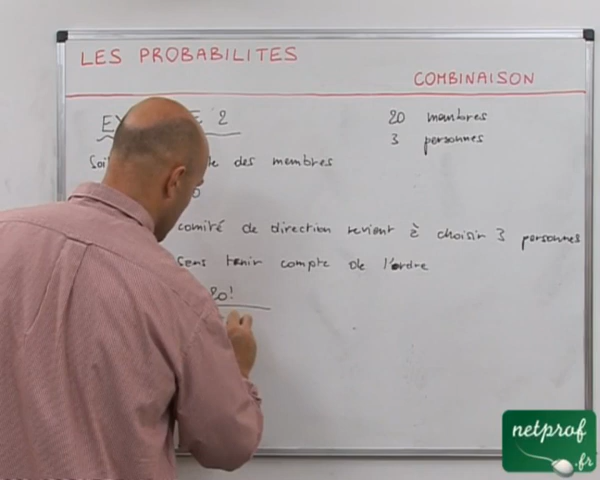 LES PROBABILITES
COMBINAISON
2
20 membres
3 personnes
des membres
comité de direction revient à choisir 3 personnes
sans tenir compte de l'ordre
20!
netprof
.fr